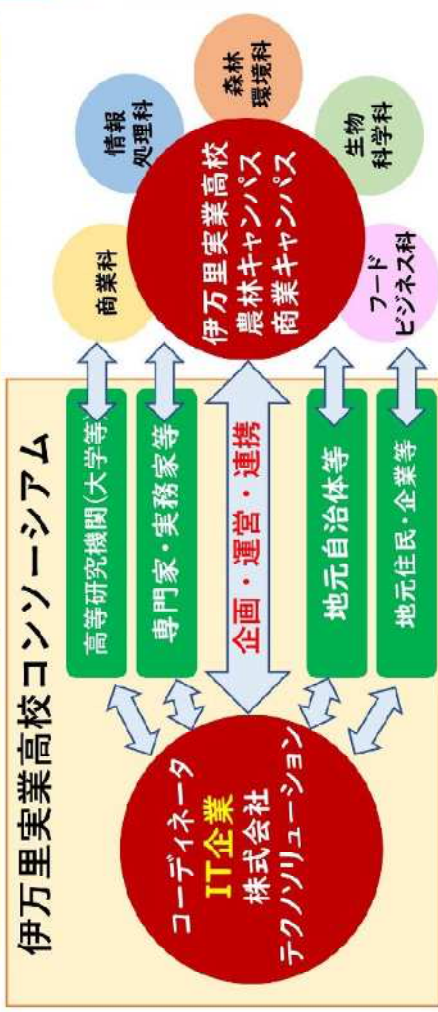 伊万里実業高校コンソーシアム
コーディネータ
IT企業
株式会社
テクノソリューション
高等研究機関(大学等)
専門家・実務家等
企画・運営・連携
地元自治体等
地元住民・企業等
伊万里実業高校
農林キャンパス
商業キャンパス
商業科
情報
処理科
森林
環境科
生物
科学科
フード
ビジネス科